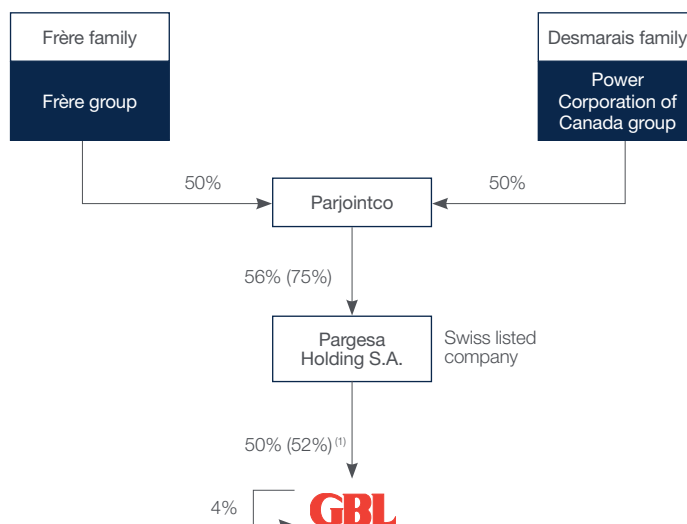 Frère family
Desmarais family
Frère group
Power
Corporation of
Canada group
50%
50%
Parjointco
56% (75%)
Pargesa
Holding S.A.
Swiss listed
company
50% (52%) (1)
4%
GBL